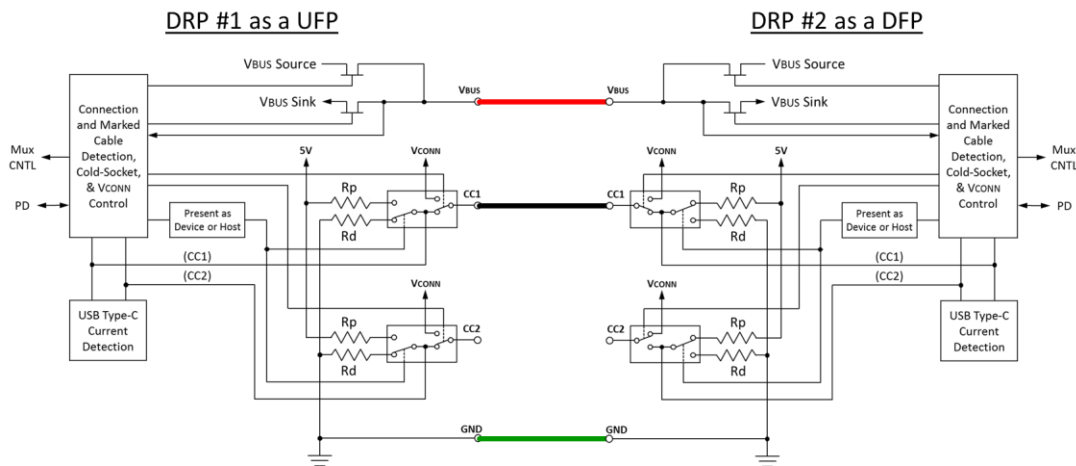 DRP #1 as a UFP
DRP #2 as a DFP
VBUS Source
VBUS Sink
Connection
and Marked
Cable
Detection,
Cold-Socket,
& VCONN
Control
Mux
CNTL
PD
Present as
Device or Host
USB Type-C
Current
Detection
(CC1)
(CC2)
5V
VCONN
Rp
Rd
CC1
VCONN
Rp
Rd
CC2
VBUS
GND
VBUS
GND
VBUS Source
VBUS Sink
VCONN
5V
CC1
Rp
Rd
VCONN
CC2
Rp
Rd
(CC1)
(CC2)
Connection
and Marked
Cable
Detection,
Cold-Socket,
& VCONN
Control
Mux
CNTL
PD
Present as
Device or Host
USB Type-C
Current
Detection